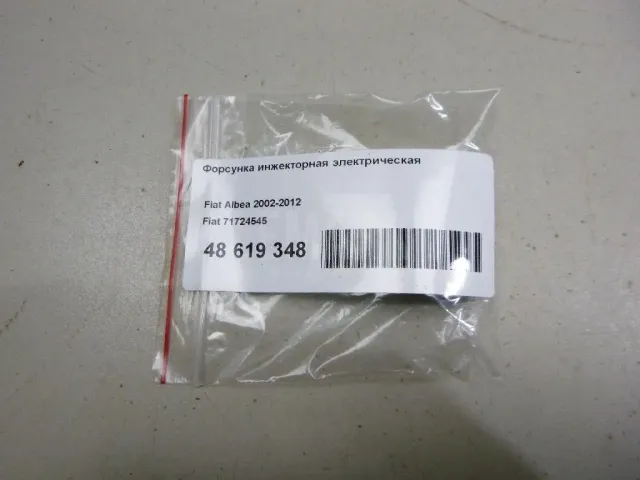 Форсунка инжекторная электрическая
Fiat Albea 2002-2012
Fiat 71724545
48 619 348